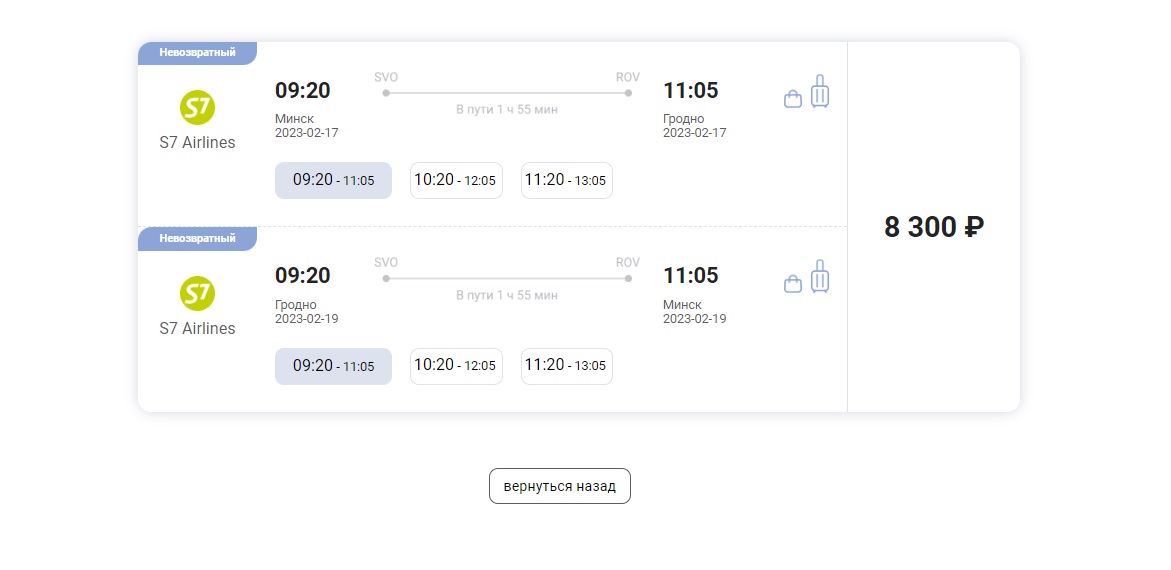 Невозвратный
S7
S7 Airlines
09:20
Минск
2023-02-17
SVO
ROV
В пути 1 ч 55 мин
11:05
Гродно
2023-02-17
09:20 - 11:05
10:20 - 12:05
11:20 - 13:05
Невозвратный
S7
S7 Airlines
09:20
Гродно
2023-02-19
SVO
ROV
В пути 1 ч 55 мин
11:05
Минск
2023-02-19
09:20 - 11:05
10:20 - 12:05
11:20 - 13:05
8 300 ₽
вернуться назад